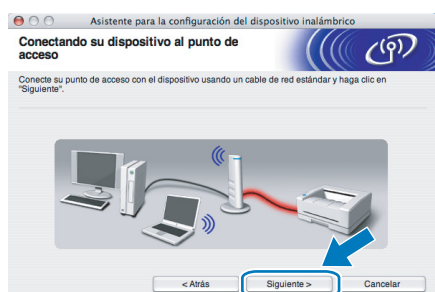 Asistente para la configuración del dispositivo inalámbrico
Conectando su dispositivo al punto de
acceso
Conecte su punto de acceso con el dispositivo usando un cable de red estándar y haga clic en
"Siguiente".
< Atrás
Siguiente >
Cancelar